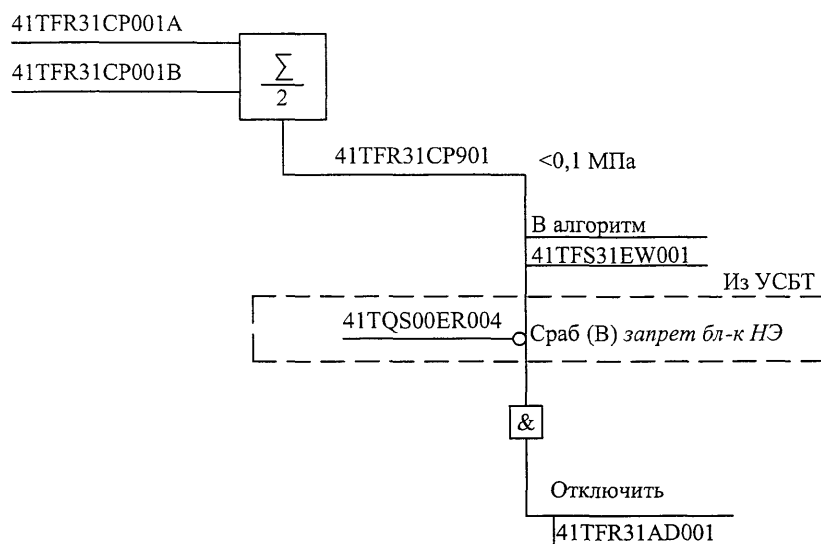 41TFR31CP001A
41TFR31CP001B
∑
2
41TFR31CP901
<0,1 МПа
В алгоритм
41TFS31EW001
Из УСБТ
41TQS00ER004
Сраб (В) запрет бл-к НЭ
&
Отключить
41TFR31AD001